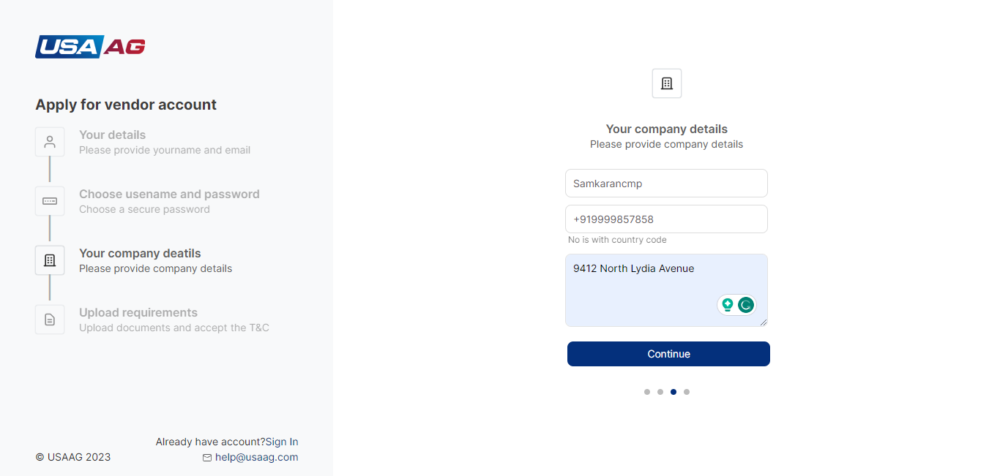 USA AG
Apply for vendor account
Your details
Please provide yourname and email
Choose usename and password
Choose a secure password
Your company deatils
Please provide company details
Upload requirements
Upload documents and accept the T&C
Already have account?Sign In
© USAAG 2023
help@usaag.com
Your company details
Please provide company details
Samkarancmp
+919999857858
No is with country code
9412 North Lydia Avenue
Continue